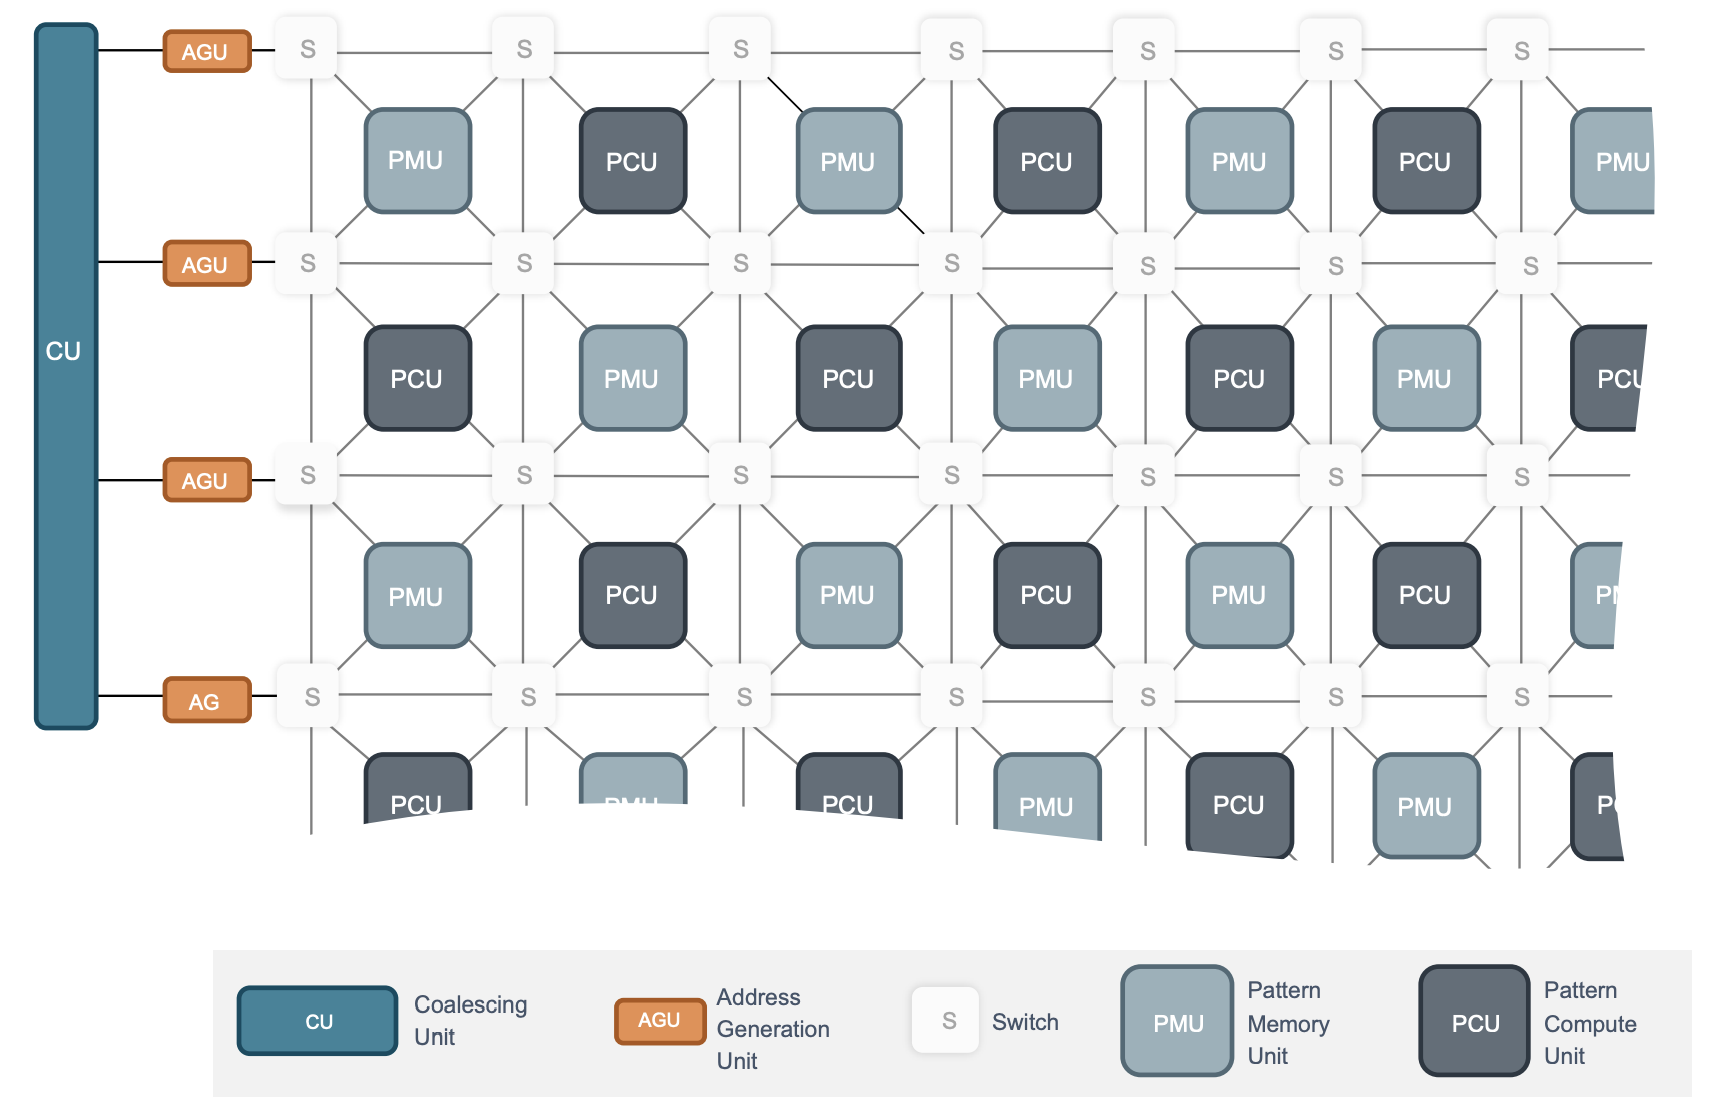 AGU S S S S S S S
PMU PCU PMU PCU PMU PCU PMU
AGU S S S S S S S
CU
PCU PMU PCU PMU PCU PMU PCU
AGU S S S S S S S
PMU PCU PMU PCU PMU PCU
AG S S S S S S S
PCU PMU PCU PMU PCU PMU
CU
Coalescing
Unit
AGU
Address
Generation
Unit
S
Switch
PMU
Pattern
Memory
Unit
PCU
Pattern
Compute
Unit